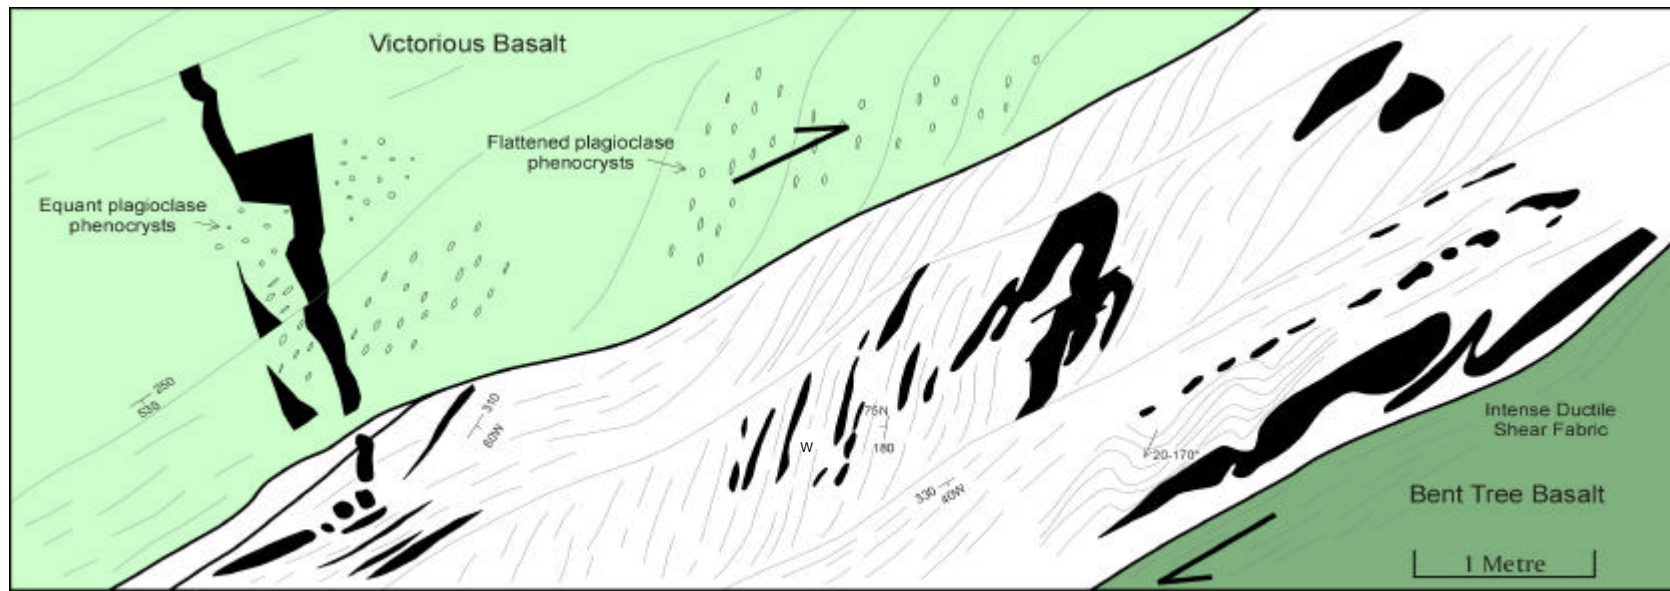 Victorious Basalt
Flattened plagioclase
phenocrysts
Equant plagioclase
phenocrysts
250
530
310
60W
75N
180
W
330
40W
20-170°
Intense Ductile
Shear Fabric
Bent Tree Basalt
1 Metre